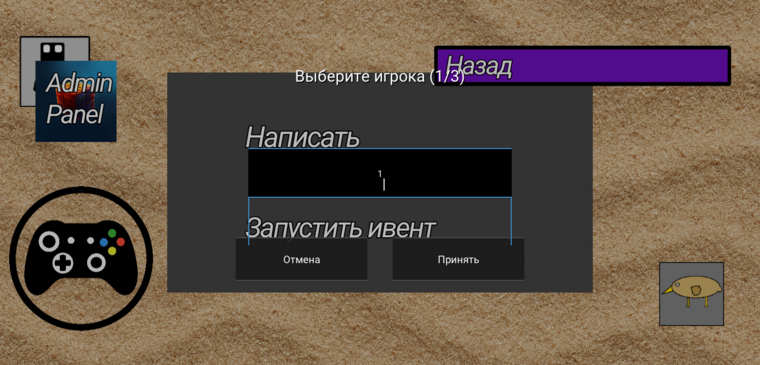 Назад
Выберите игрока (1/3)
Admin
Panel
Написать
1
Запустить ивент
Отмена
Принять